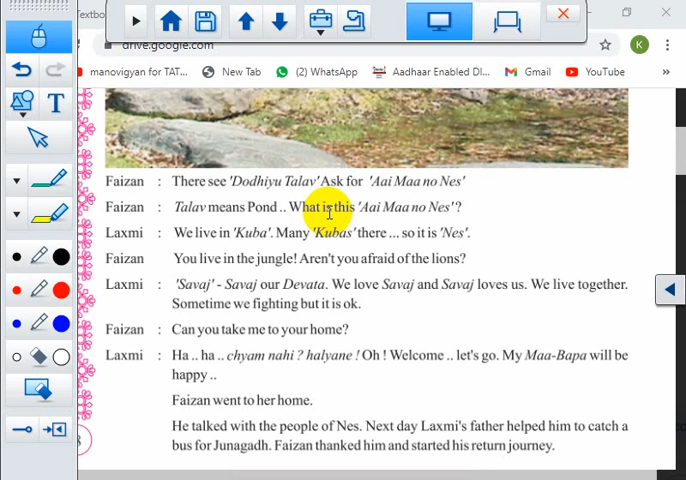 Textbo
drive.google.com
K
manovigyan for TAT... New Tab (2) WhatsApp Aadhaar Enabled DI... Gmail YouTube
T
Faizan : There see 'Dodhiyu Talav' Ask for 'Aai Maa no Nes'
Faizan : Talav means Pond .. What is this 'Aai Maa no Nes'?
Laxmi : We live in 'Kuba'. Many 'Kubas' there ... so it is 'Nes'.
Faizan : You live in the jungle! Aren't you afraid of the lions?
Laxmi : 'Savaj' - Savaj our Devata. We love Savaj and Savaj loves us. We live together.
Sometime we fighting but it is ok.
Faizan : Can you take me to your home?
Laxmi : Ha .. ha .. chyam nahi ? halyane ! Oh ! Welcome .. let's go. My Maa-Bapa will be
happy ..
Faizan went to her home.
He talked with the people of Nes. Next day Laxmi's father helped him to catch a
8 bus for Junagadh. Faizan thanked him and started his return journey.